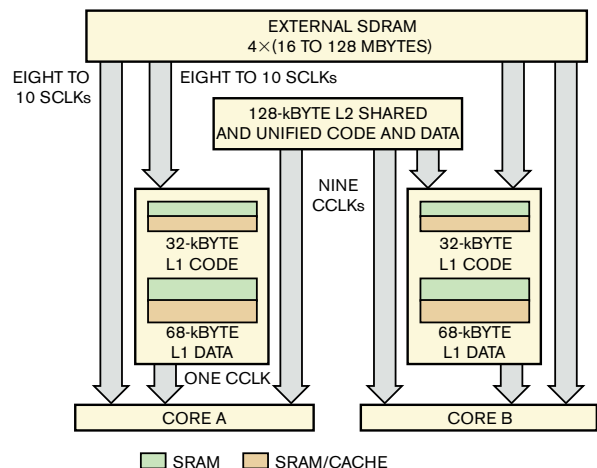 EXTERNAL SDRAM
4×(16 TO 128 MBYTES)
EIGHT TO
10 SCLKs
EIGHT TO 10 SCLKs
128-kBYTE L2 SHARED
AND UNIFIED CODE AND DATA
NINE
CCLKs
32-kBYTE
L1 CODE
68-kBYTE
L1 DATA
32-kBYTE
L1 CODE
68-kBYTE
L1 DATA
ONE CCLK
CORE A
CORE B
SRAM
SRAM/CACHE